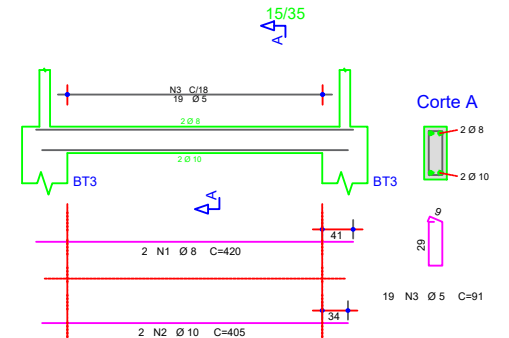 15/35
A
N3 C/18
19 Ø 5
Corte A
2 Ø 8
2 Ø 8
2 Ø 10
2 Ø 10
BT3
BT3
A
9
41
29
2 N1 Ø 8 C=420
19 N3 Ø 5 C=91
34
2 N2 Ø 10 C=405